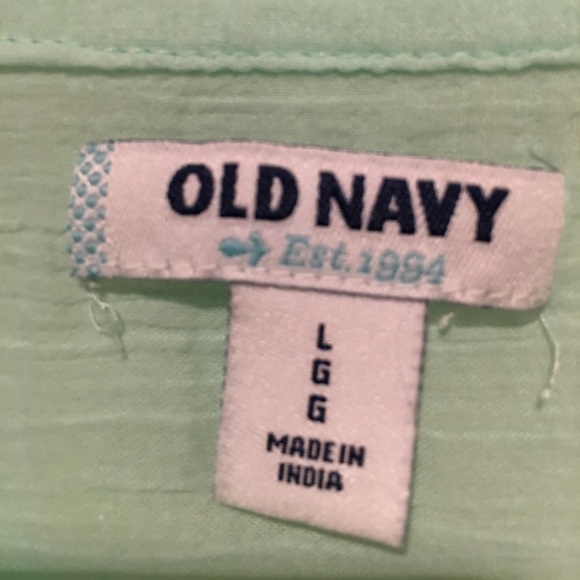 OLD NAVY
Est. 1994
L
G
G
MADE IN
INDIA